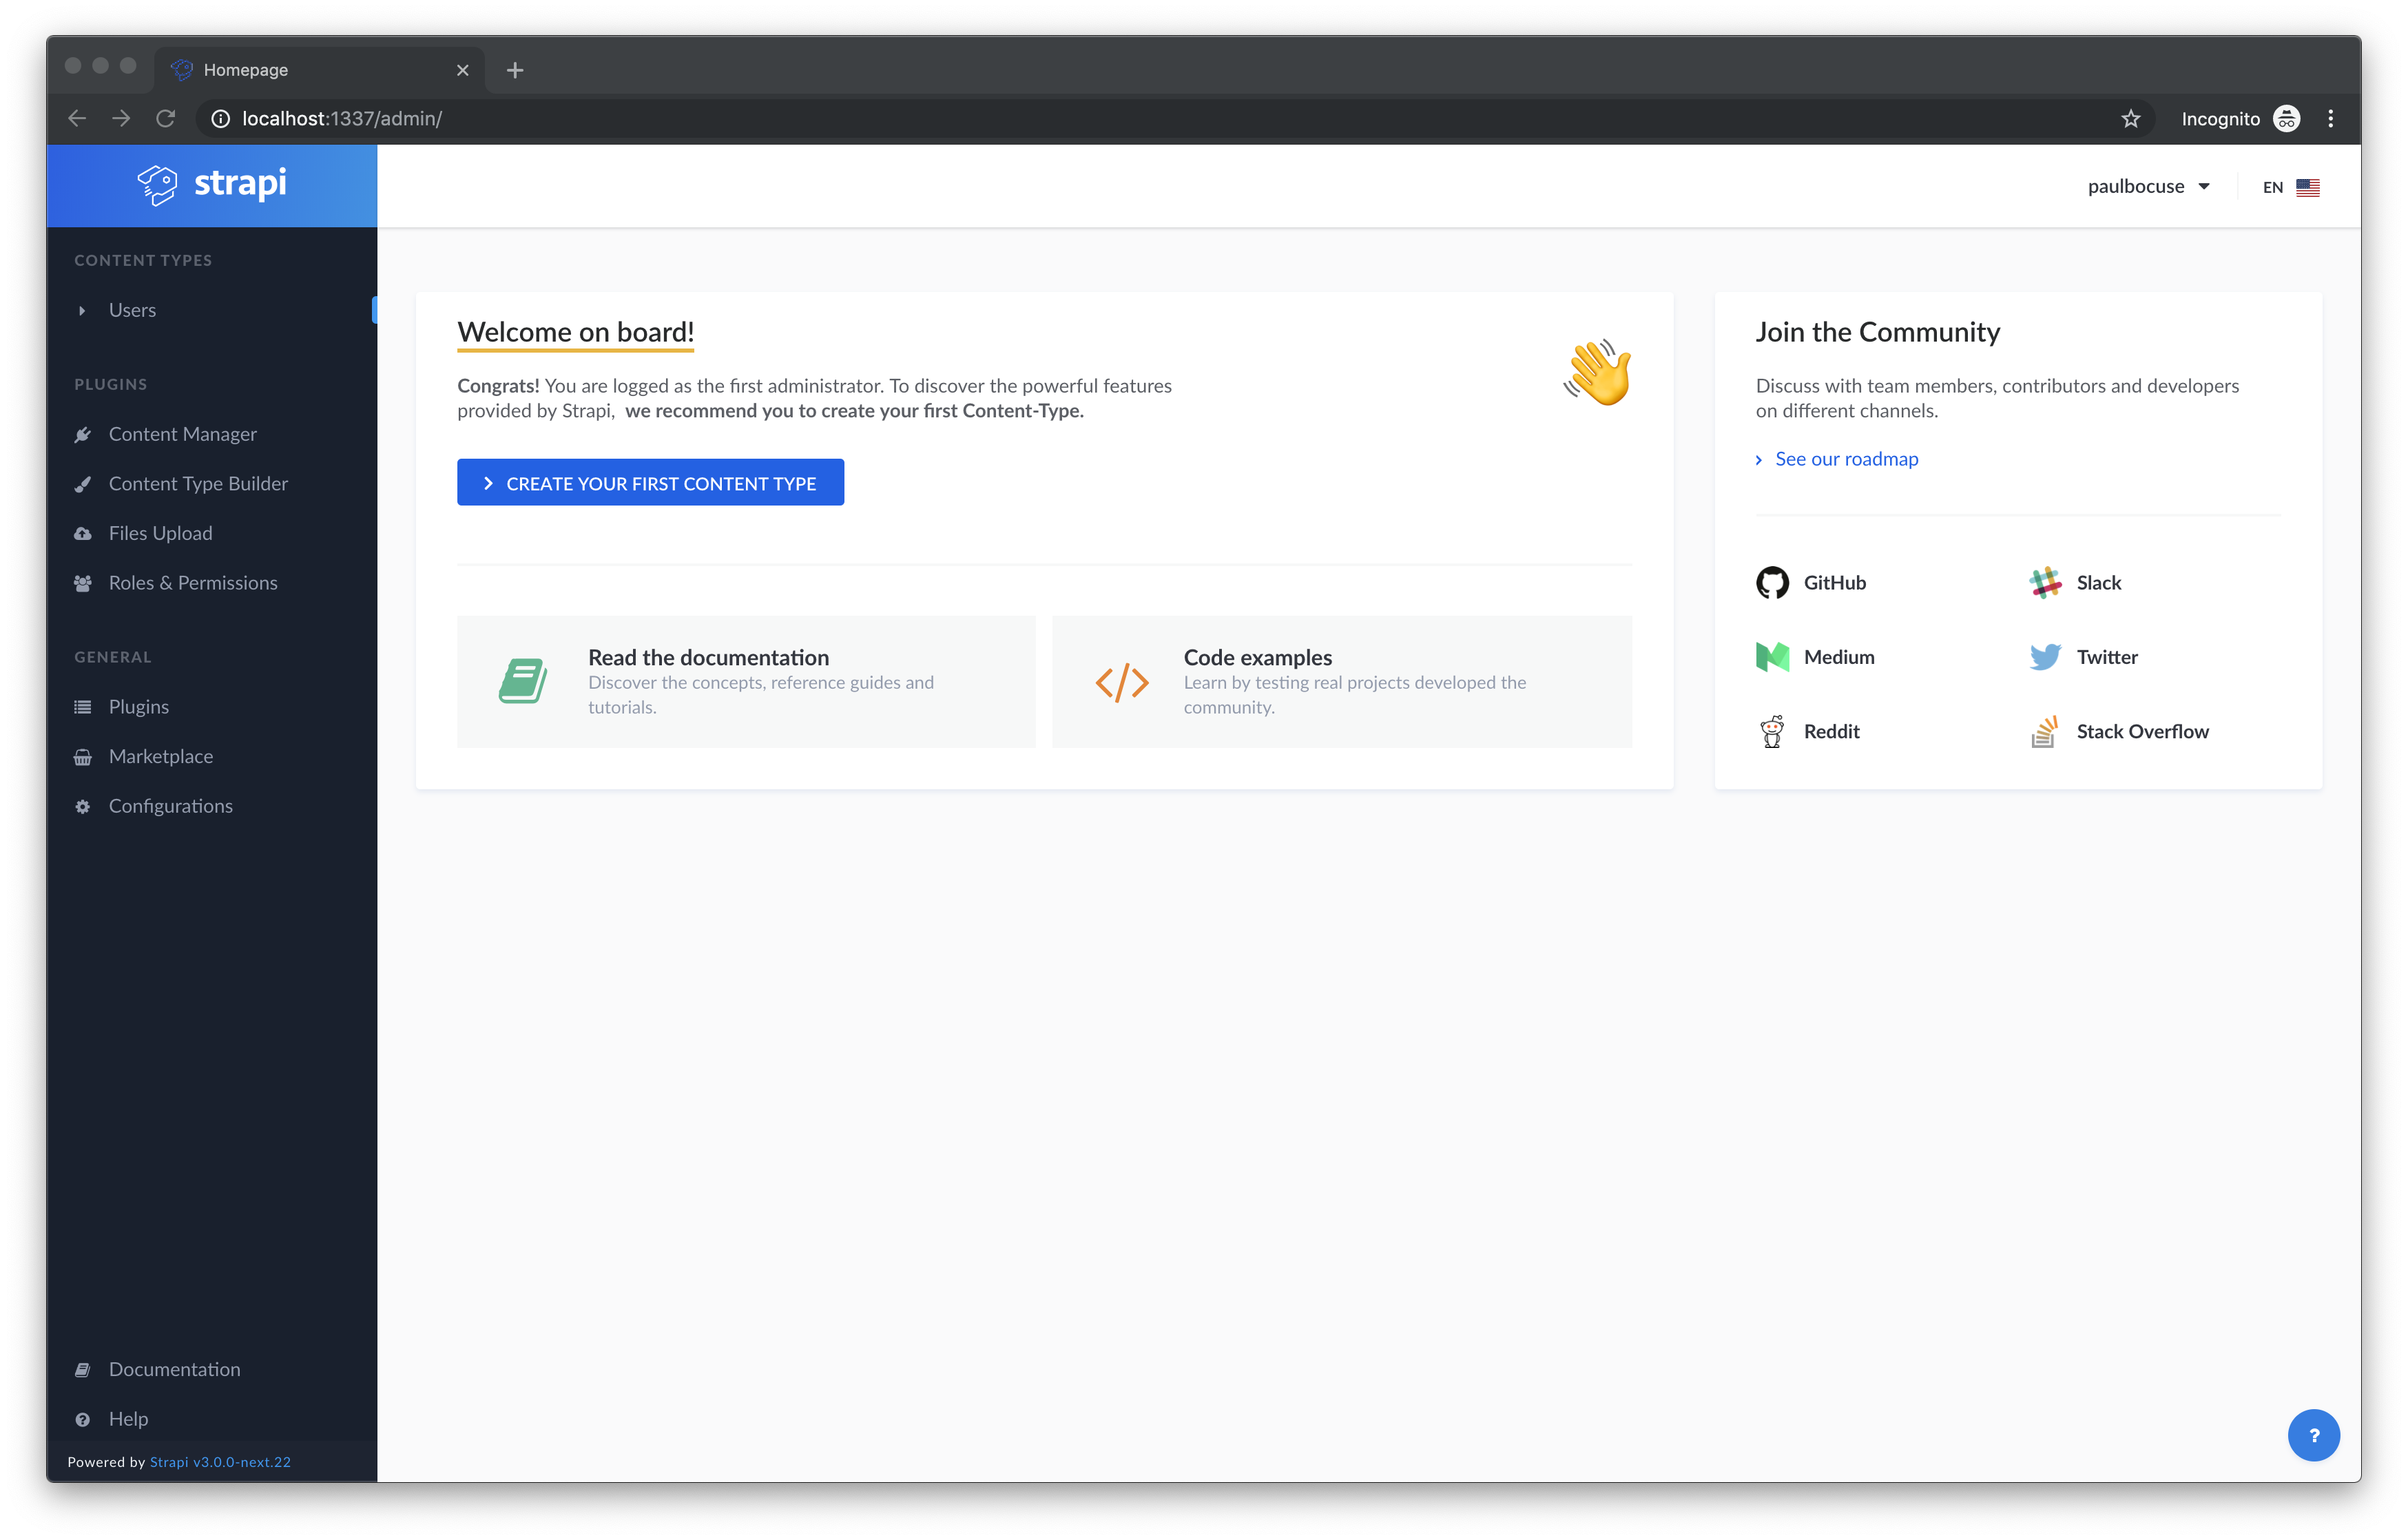 Homepage
localhost:1337/admin/
Incognito
strapi
paulbocuse
EN
CONTENT TYPES
Users
PLUGINS
Content Manager
Content Type Builder
Files Upload
Roles & Permissions
GENERAL
Plugins
Marketplace
Configurations
Documentation
Help
Powered by Strapi v3.0.0-next.22
Welcome on board!
Congrats! You are logged as the first administrator. To discover the powerful features
provided by Strapi, we recommend you to create your first Content-Type.
CREATE YOUR FIRST CONTENT TYPE
Read the documentation
Discover the concepts, reference guides and
tutorials.
Code examples
Learn by testing real projects developed the
community.
Join the Community
Discuss with team members, contributors and developers
on different channels.
See our roadmap
GitHub
Slack
Medium
Twitter
Reddit
Stack Overflow
?